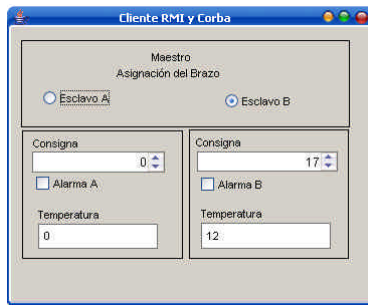 Cliente RMI y Corba
Maestro
Asignación del Brazo
Esclavo A
Esclavo B
Consigna
0
Alarma A
Temperatura
0
Consigna
17
Alarma B
Temperatura
12